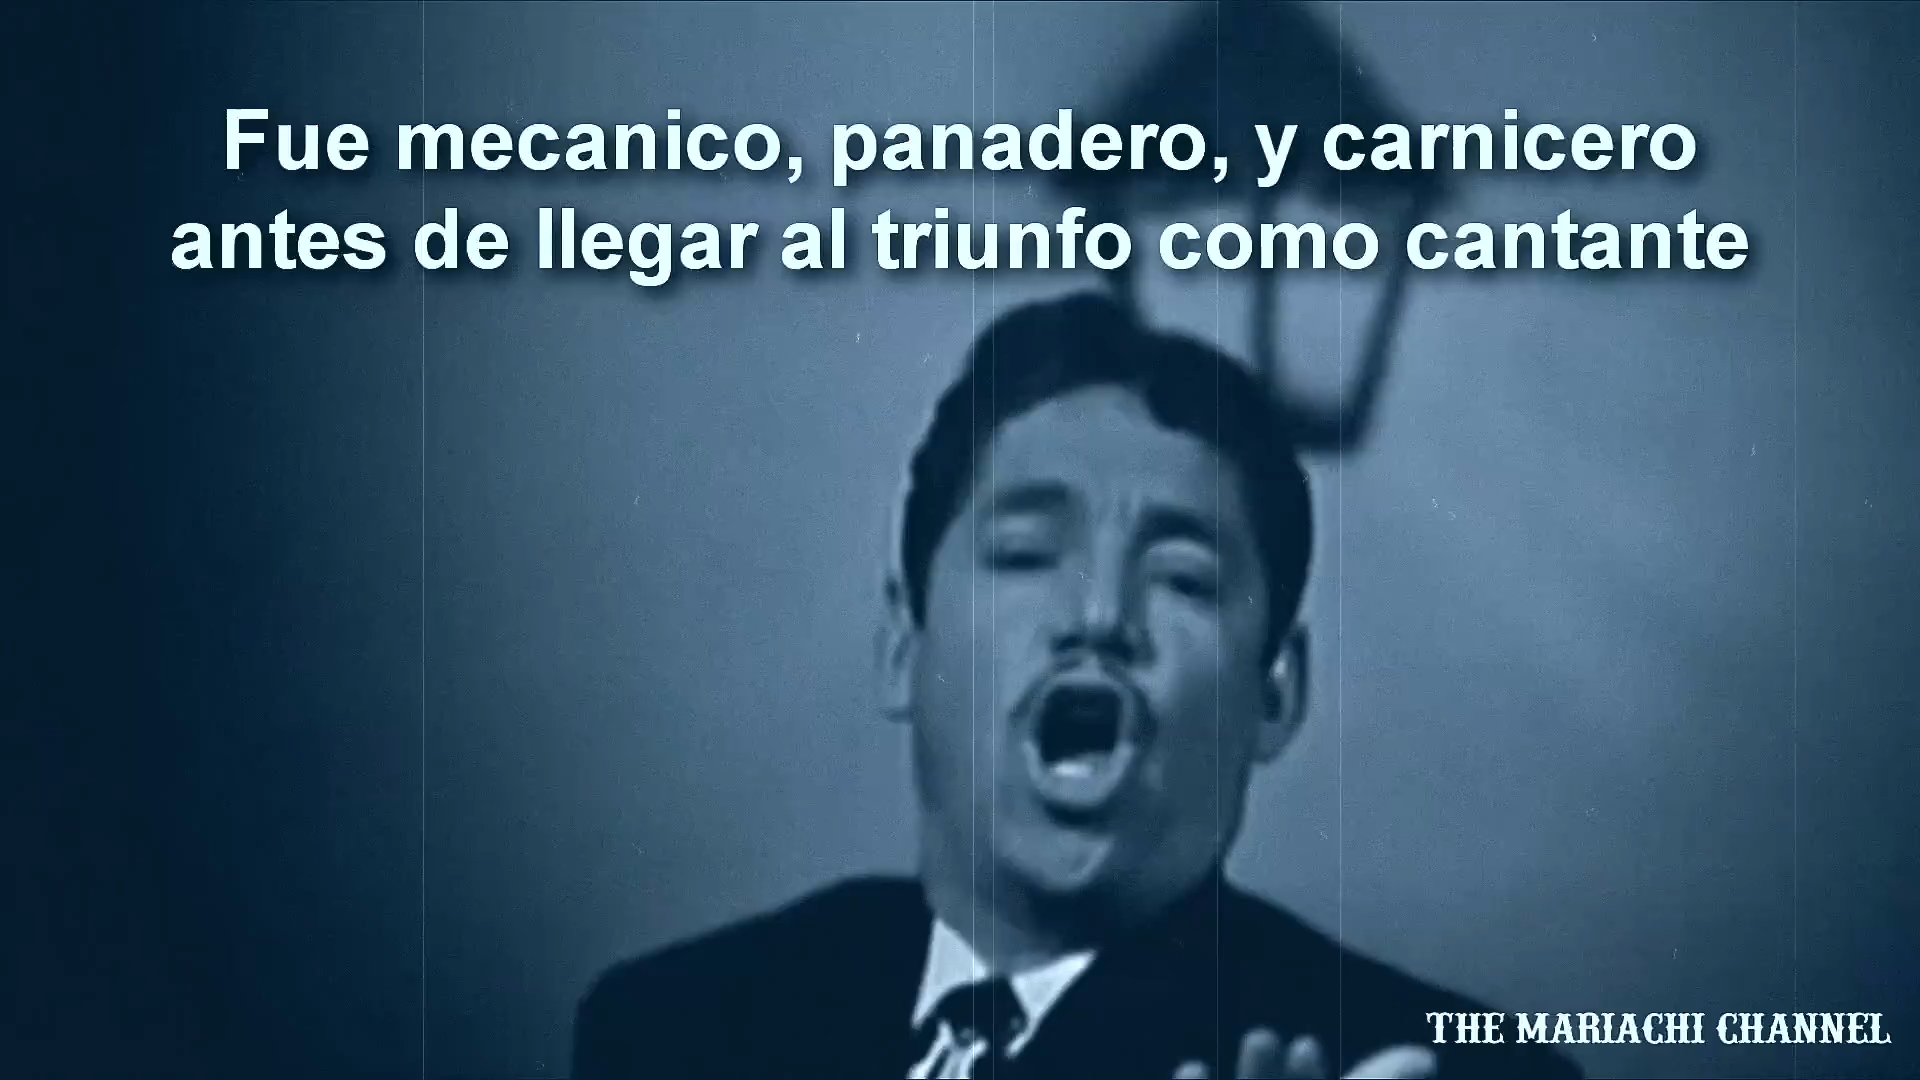 Fue mecanico, panadero, y carnicero
antes de llegar al triunfo como cantante
THE MARIACHI CHANNEL